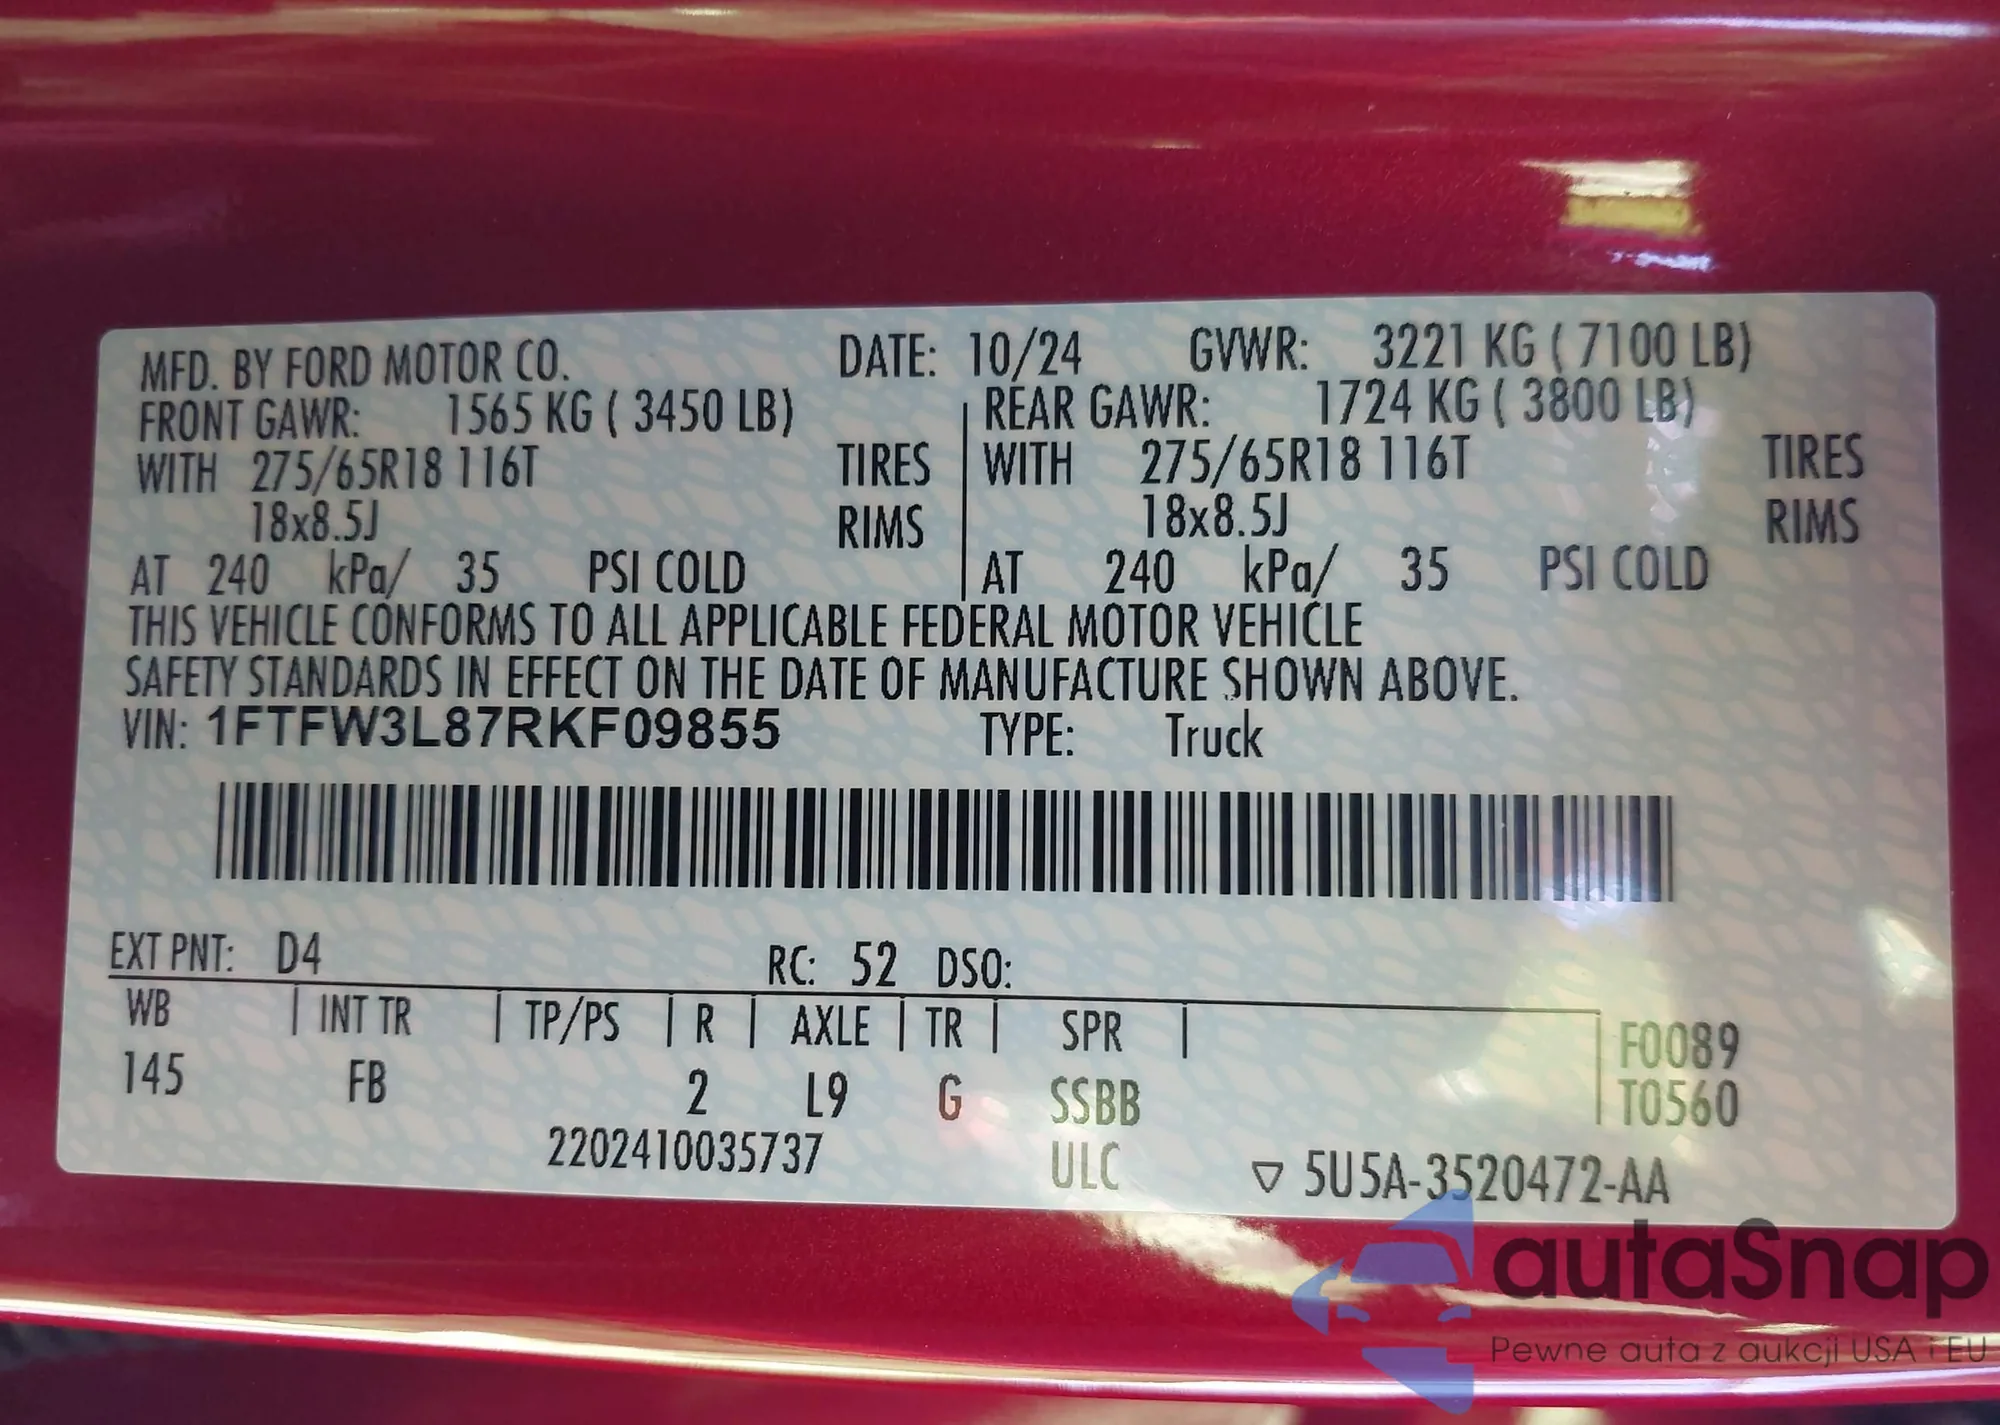 MFD. BY FORD MOTOR CO. DATE: 10/24 GVWR: 3221 KG ( 7100 LB)
FRONT GAWR: 1565 KG ( 3450 LB) REAR GAWR: 1724 KG ( 3800 LB)
WITH 275/65R18 116T TIRES WITH 275/65R18 116T TIRES
18x8.5J RIMS 18x8.5J RIMS
AT 240 kPa/ 35 PSI COLD AT 240 kPa/ 35 PSI COLD
THIS VEHICLE CONFORMS TO ALL APPLICABLE FEDERAL MOTOR VEHICLE
SAFETY STANDARDS IN EFFECT ON THE DATE OF MANUFACTURE SHOWN ABOVE.
VIN: 1FTFW3L87RKF09855 TYPE: Truck
EXT PNT: D4 RC: 52 DSO:
WB INT TR TP/PS R AXLE TR SPR F0089
145 FB 2 L9 G SSBB T0560
2202410035737 ULC ▽ 5U5A-3520472-AA
autaSnap
Pewne auta z aukcji USA i EU